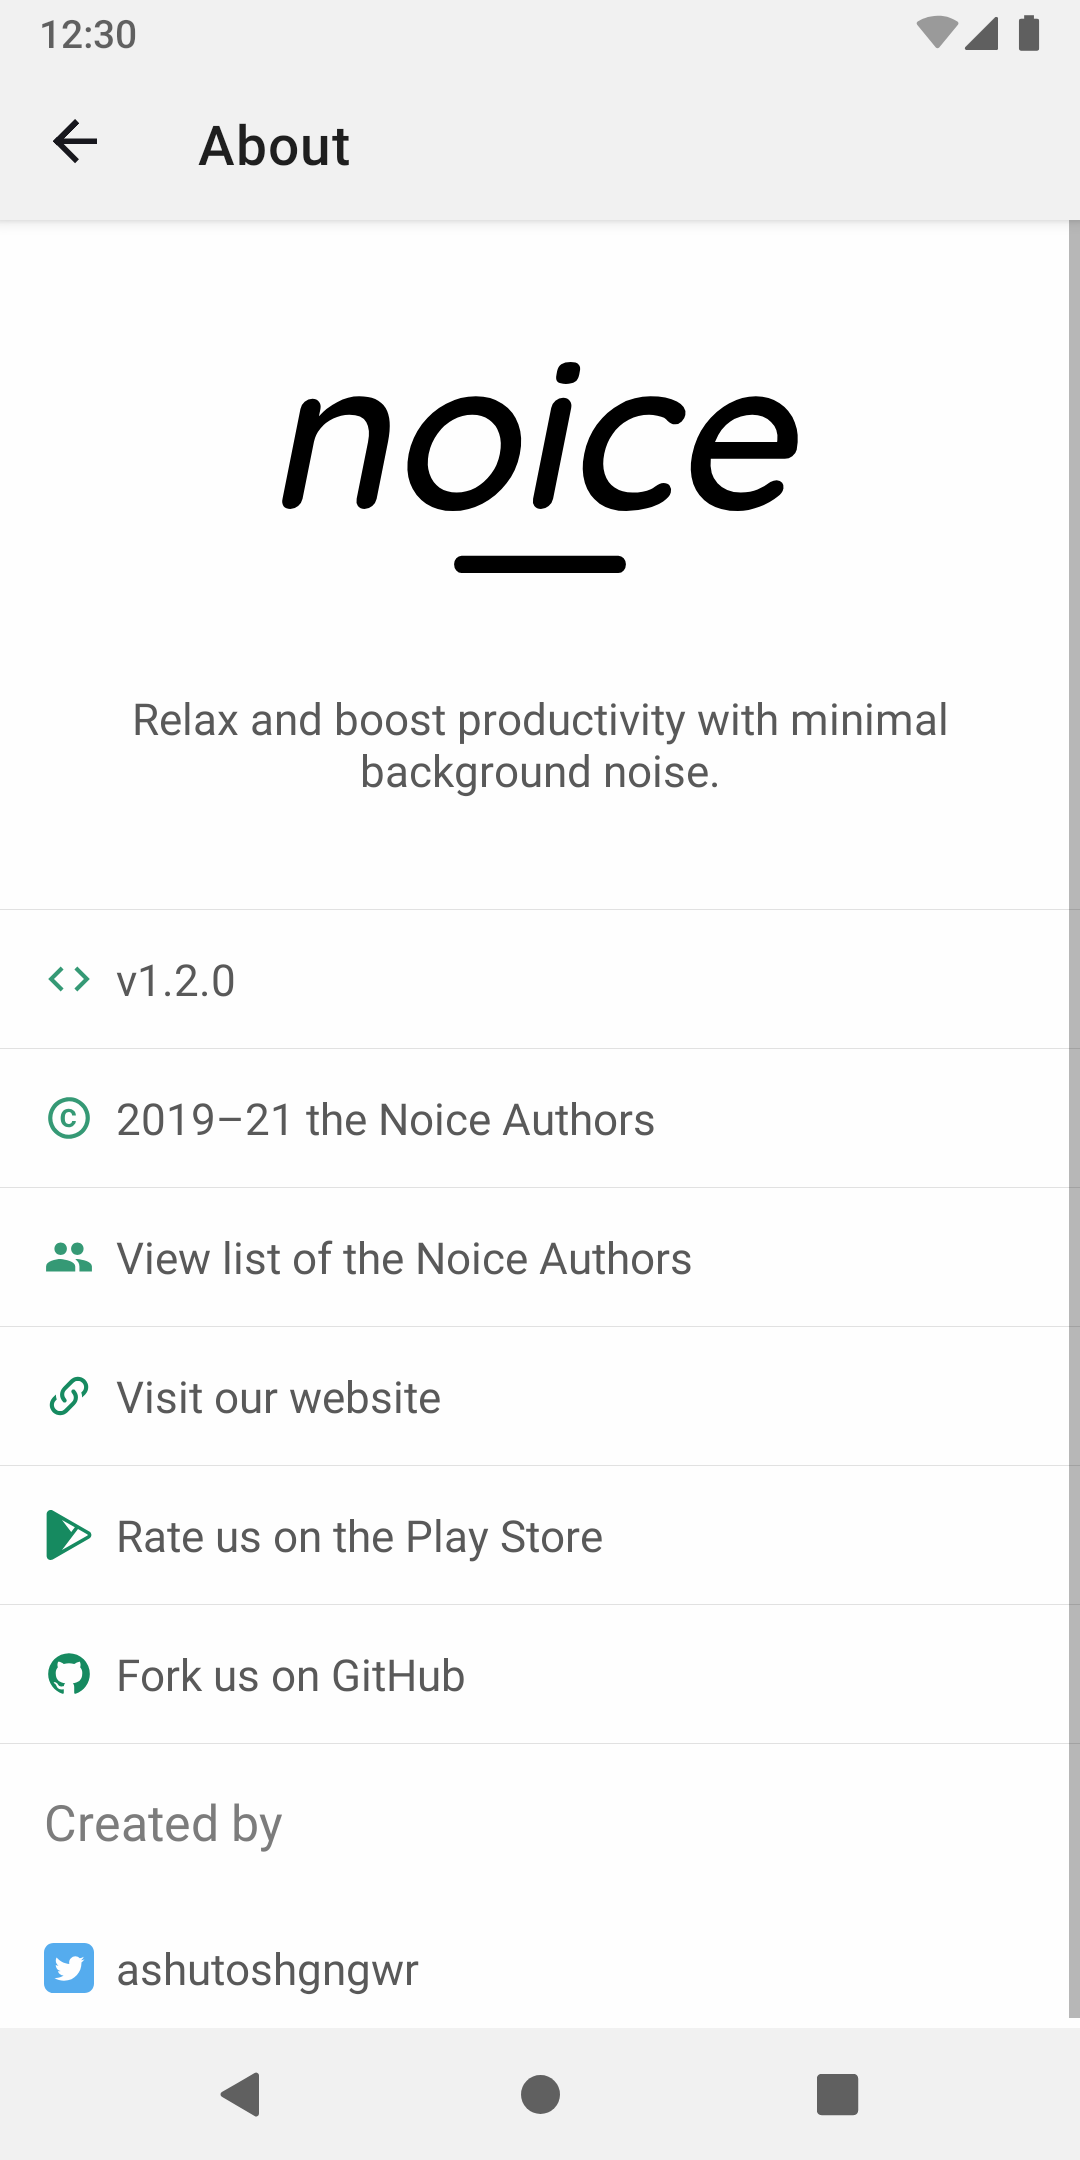 12:30
About
noice
Relax and boost productivity with minimal
background noise.
v1.2.0
2019–21 the Noice Authors
View list of the Noice Authors
Visit our website
Rate us on the Play Store
Fork us on GitHub
Created by
ashutoshgngwr